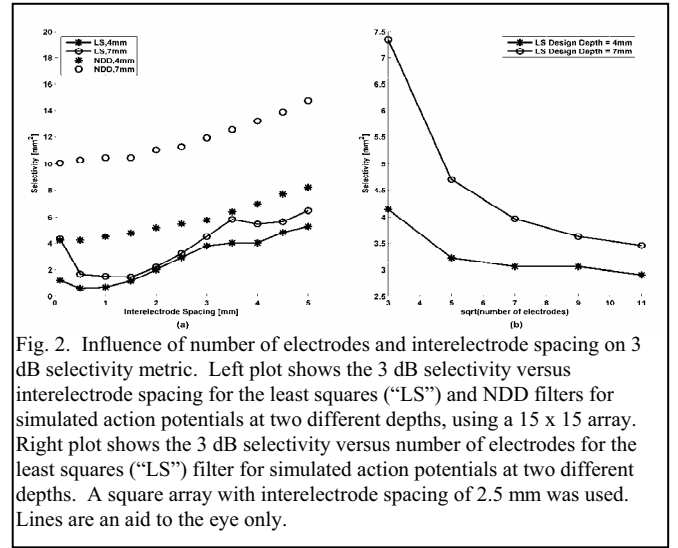 20
18
16
14
12
10
8
6
4
2
0
Selectivity [mm²]
LS,4mm
LS,7mm
NDD,4mm
NDD,7mm
0 1 2 3 4 5
Interelectrode Spacing [mm]
(a)
7.5
7
6.5
6
5.5
5
4.5
4
3.5
3
2.5
Selectivity [mm²]
LS Design Depth = 4mm
LS Design Depth = 7mm
3 4 5 6 7 8 9 10 11
sqrt(number of electrodes)
(b)
Fig. 2. Influence of number of electrodes and interelectrode spacing on 3
dB selectivity metric. Left plot shows the 3 dB selectivity versus
interelectrode spacing for the least squares (“LS”) and NDD filters for
simulated action potentials at two different depths, using a 15 x 15 array.
Right plot shows the 3 dB selectivity versus number of electrodes for the
least squares (“LS”) filter for simulated action potentials at two different
depths. A square array with interelectrode spacing of 2.5 mm was used.
Lines are an aid to the eye only.